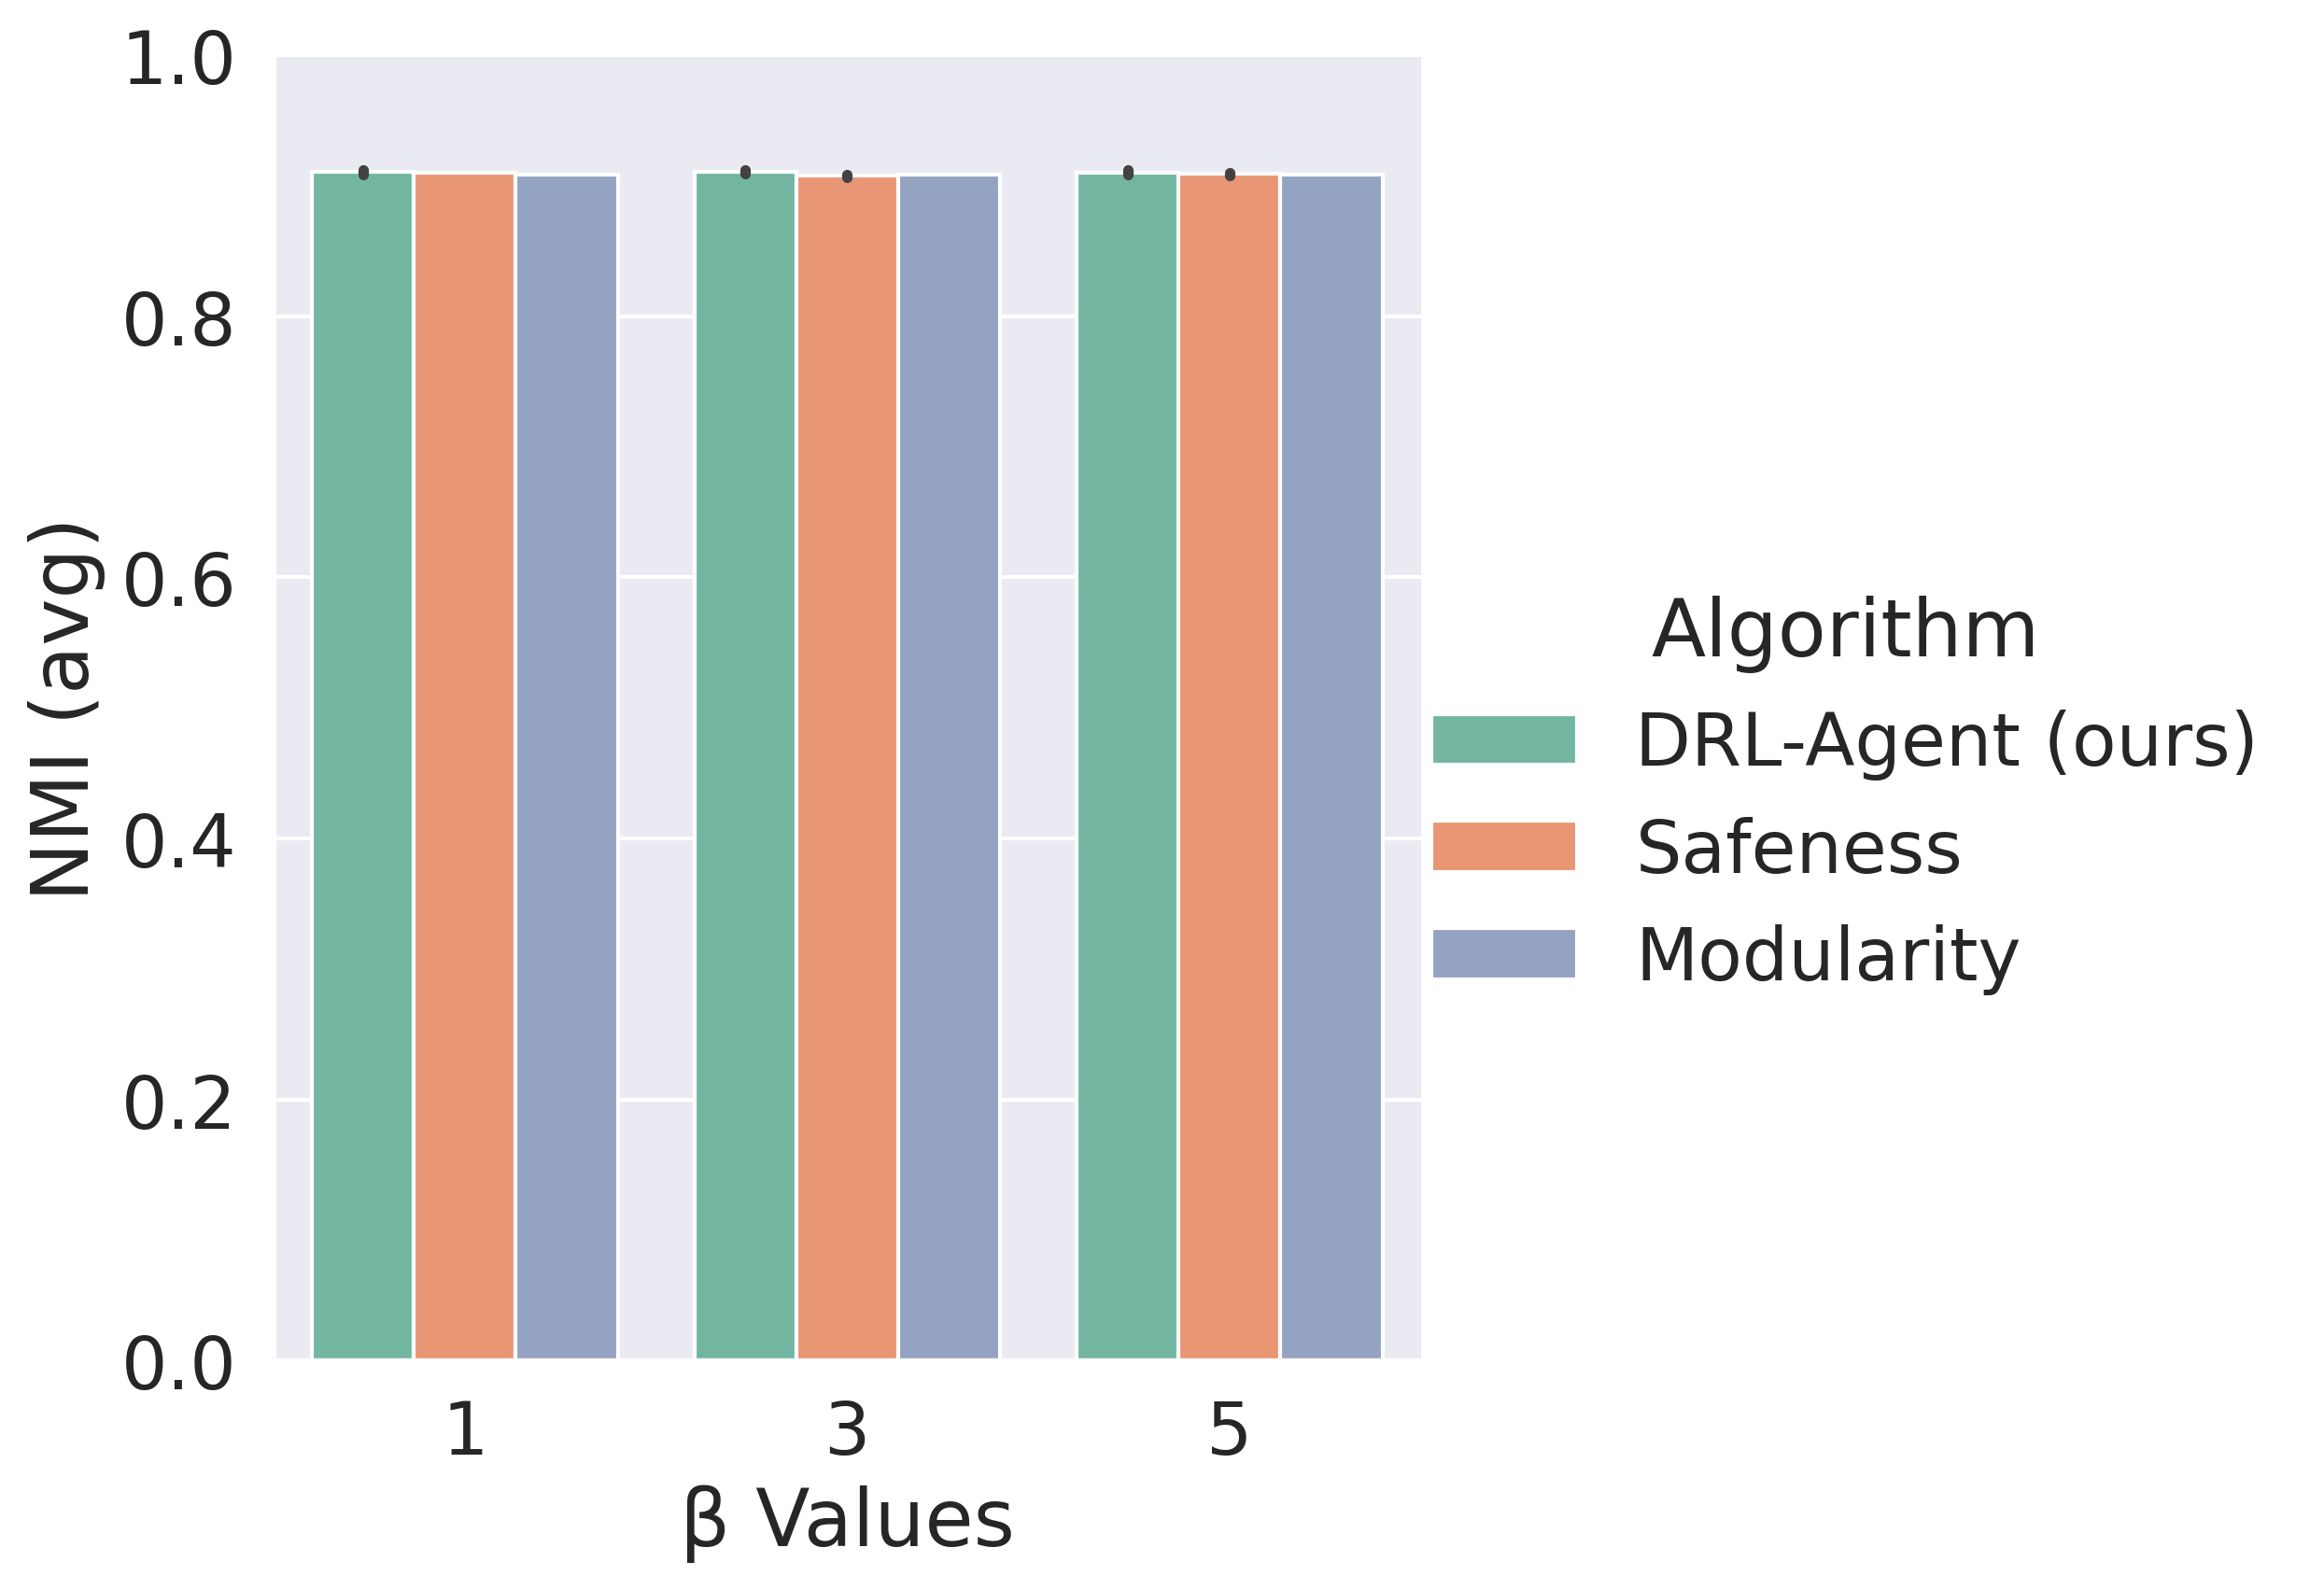 1.0
0.8
0.6
0.4
0.2
0.0
NMI (avg)
1 3 5
β Values
Algorithm
DRL-Agent (ours)
Safeness
Modularity